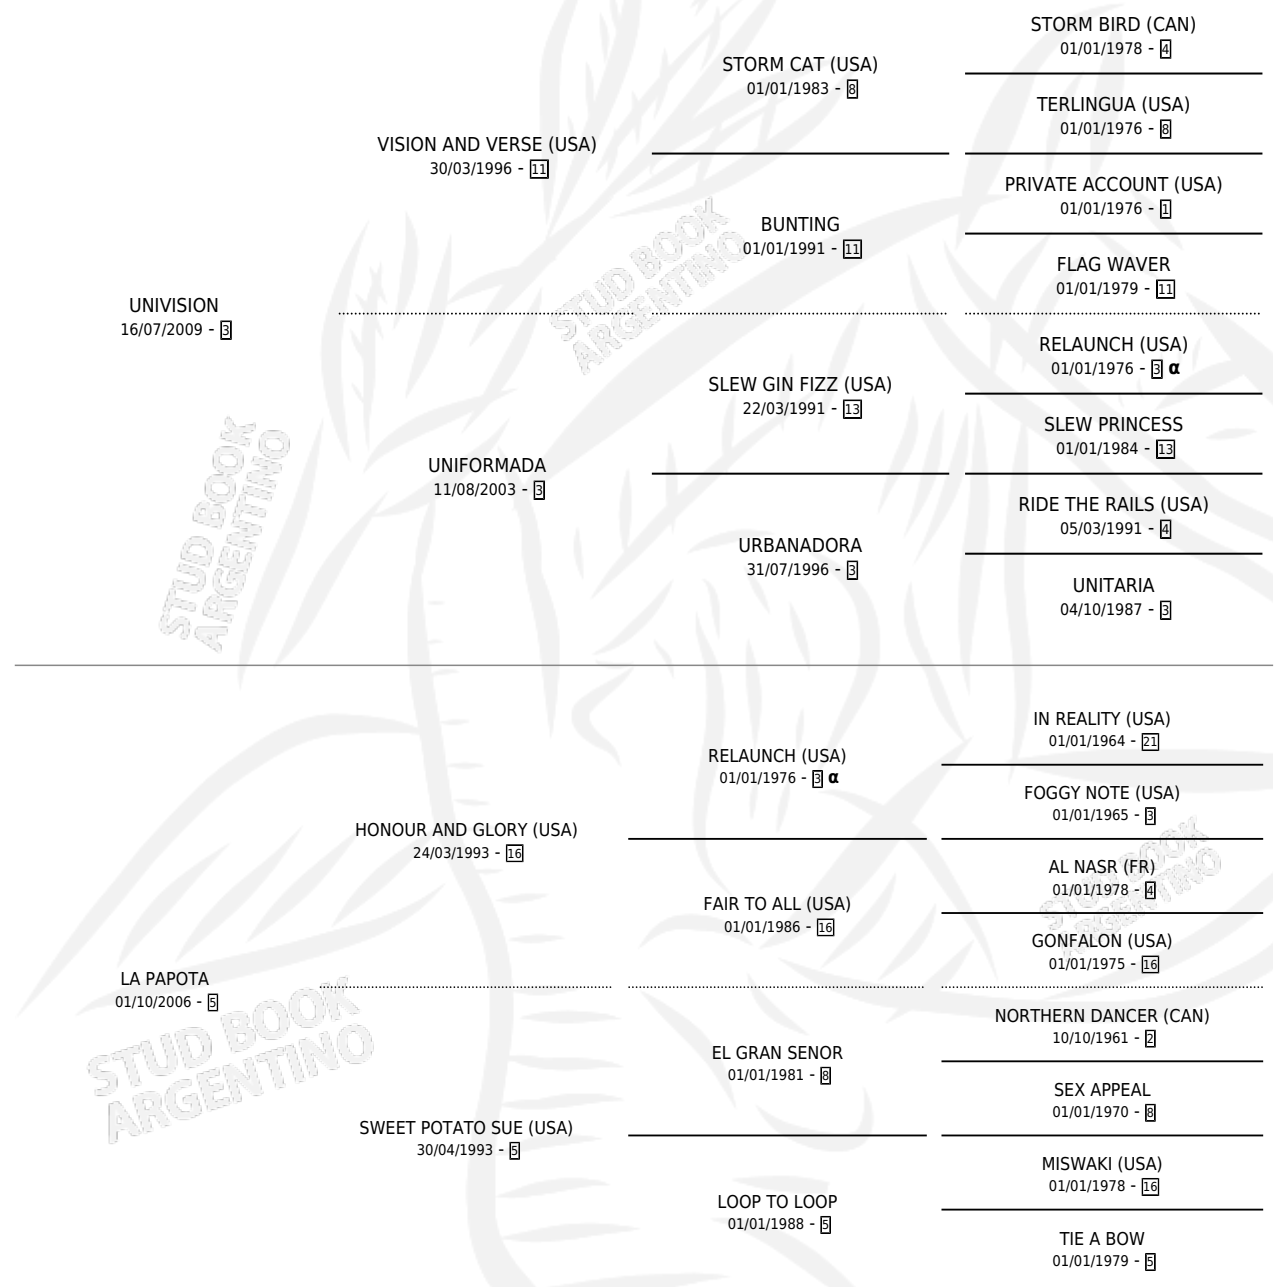 STORM BIRD (CAN)
01/01/1978 - 4
STORM CAT (USA)
01/01/1983 - 8
TERLINGUA (USA)
01/01/1976 - 8
VISION AND VERSE (USA)
30/03/1996 - 11
PRIVATE ACCOUNT (USA)
01/01/1976 - 1
BUNTING
01/01/1991 - 11
FLAG WAVER
01/01/1979 - 11
UNIVISION
16/07/2009 - 3
RELAUNCH (USA)
01/01/1976 - 3 α
SLEW GIN FIZZ (USA)
22/03/1991 - 13
SLEW PRINCESS
01/01/1984 - 13
UNIFORMADA
11/08/2003 - 3
RIDE THE RAILS (USA)
05/03/1991 - 4
URBANADORA
31/07/1996 - 3
UNITARIA
04/10/1987 - 3
IN REALITY (USA)
01/01/1964 - 21
RELAUNCH (USA)
01/01/1976 - 3 α
FOGGY NOTE (USA)
01/01/1965 - 3
HONOUR AND GLORY (USA)
24/03/1993 - 16
AL NASR (FR)
01/01/1978 - 4
FAIR TO ALL (USA)
01/01/1986 - 16
GONFALON (USA)
01/01/1975 - 16
LA PAPOTA
01/10/2006 - 5
NORTHERN DANCER (CAN)
10/10/1961 - 2
EL GRAN SENOR
01/01/1981 - 8
SEX APPEAL
01/01/1970 - 8
SWEET POTATO SUE (USA)
30/04/1993 - 5
MISWAKI (USA)
01/01/1978 - 16
LOOP TO LOOP
01/01/1988 - 5
TIE A BOW
01/01/1979 - 5
STUD BOOK
ARGENTINO
STUD BOOK
ARGENTINO
STUD BOOK
ARGENTINO
STUD BOOK
ARGENTINO